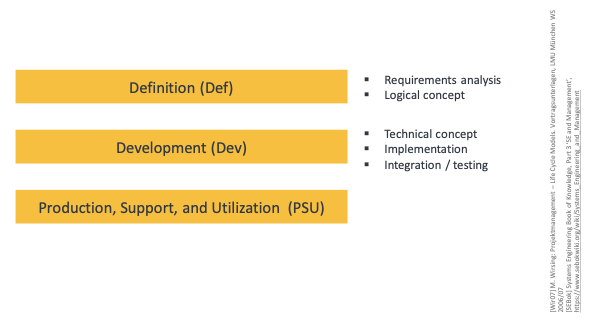 Definition (Def)
▪ Requirements analysis
▪ Logical concept
Development (Dev)
▪ Technical concept
▪ Implementation
▪ Integration / testing
Production, Support, and Utilization (PSU)
[Wir07] M. Wirsing: Projektmanagement – Life Cycle Models. Vortragsunterlagen, LMU München WS
2006/07
[SEBok] Systems Engineering Book of Knowledge, Part 3 'SE and Management',
https://www.sebokwiki.org/wiki/Systems_Engineering_and_Management